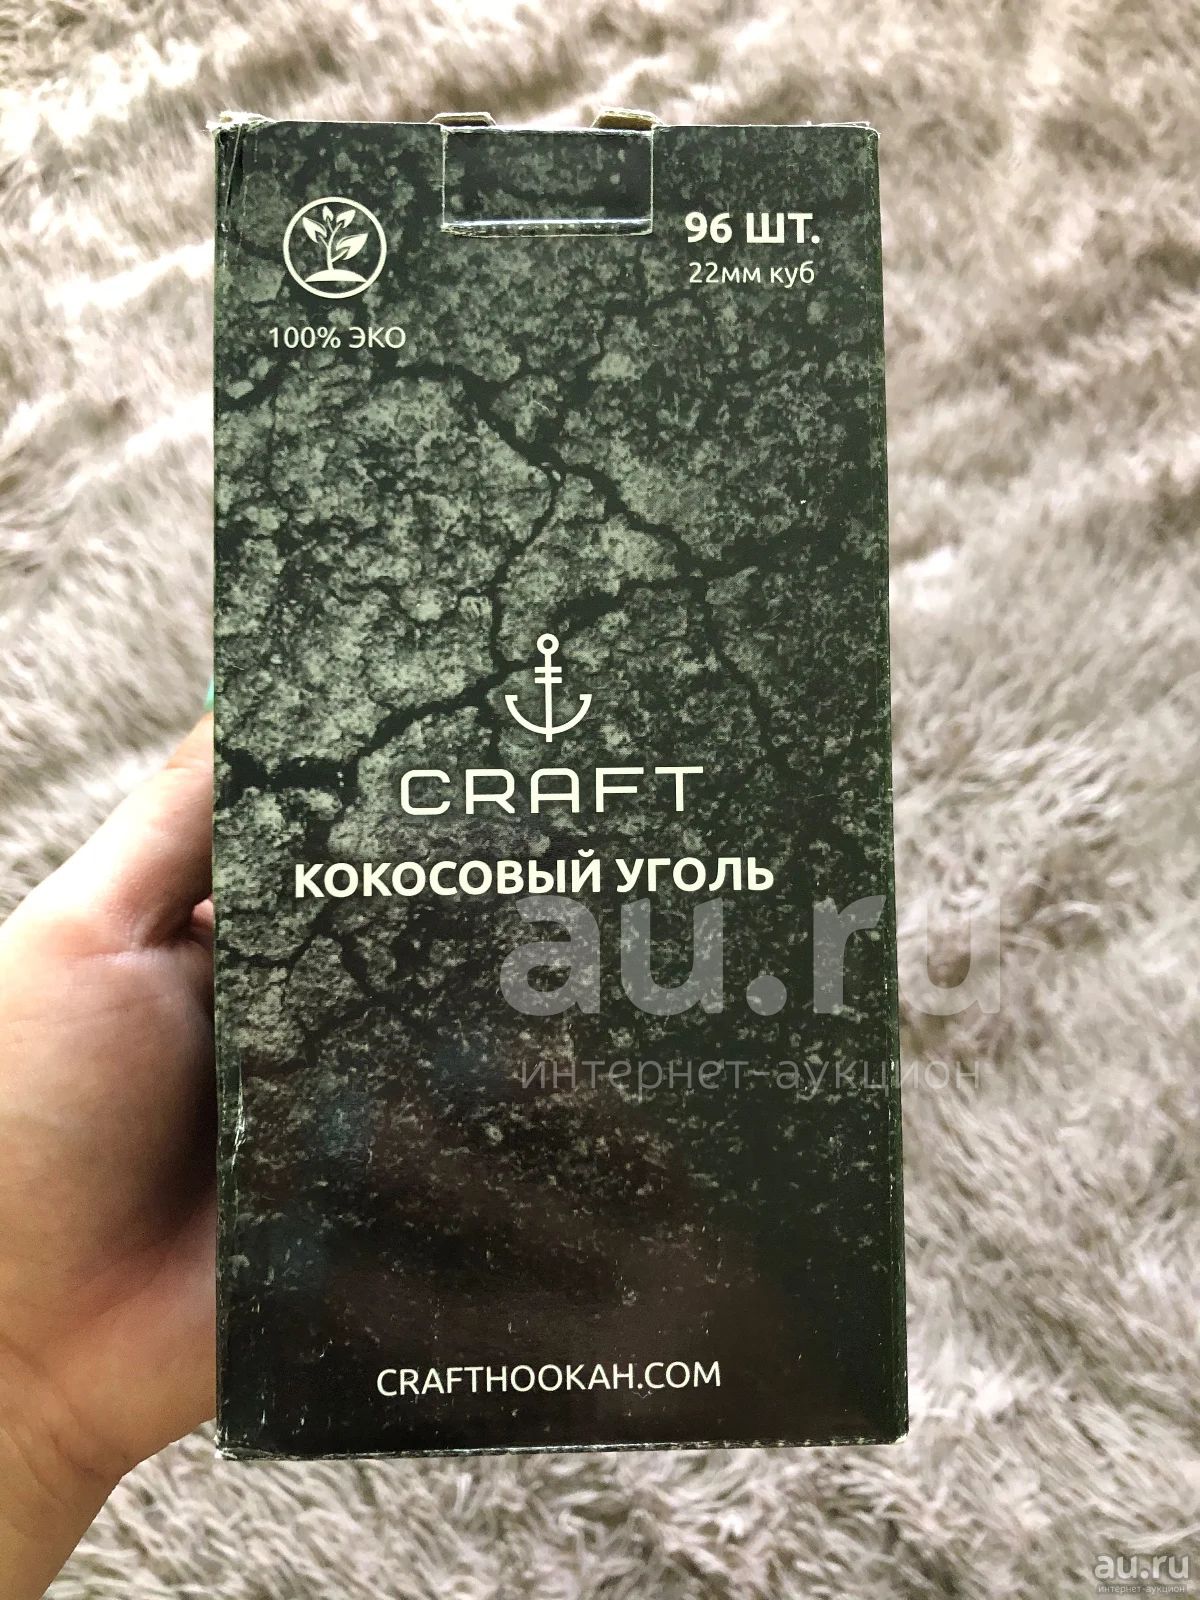 96 ШТ.
22мм куб
100% ЭКО
CRAFT
КОКОСОВЫЙ УГОЛЬ
au.ru
интернет-аукцион
CRAFTHOOKAH.COM
au.ru
интернет-аукцион